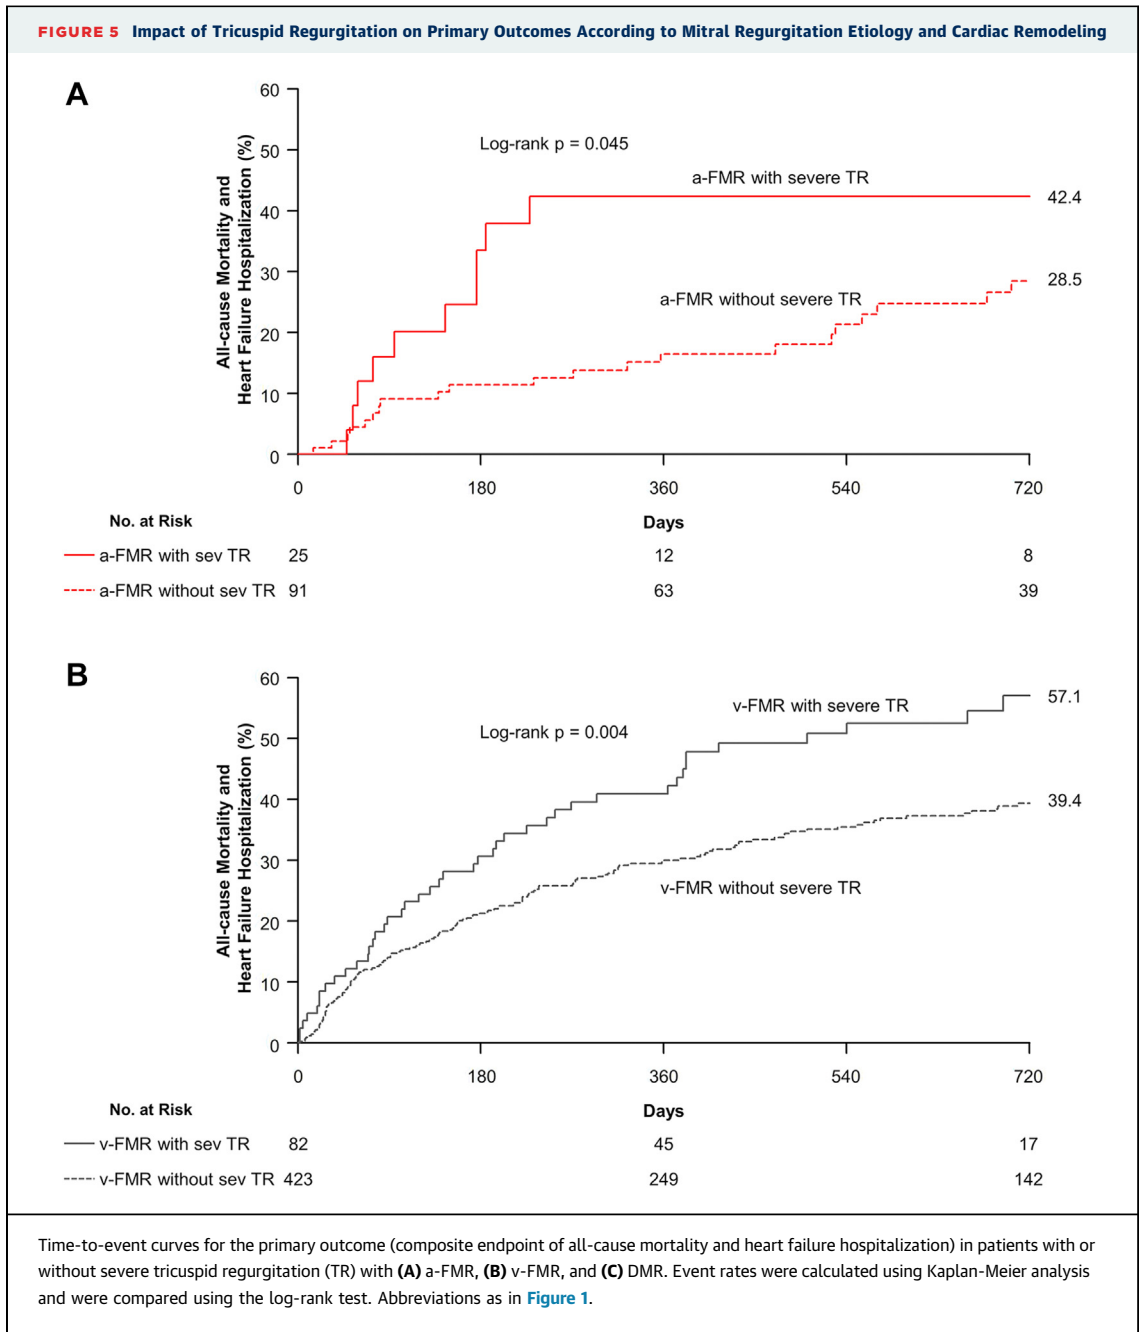 FIGURE 5 Impact of Tricuspid Regurgitation on Primary Outcomes According to Mitral Regurgitation Etiology and Cardiac Remodeling
A
All-cause Mortality and
Heart Failure Hospitalization (%)
60
50
40
30
20
10
0
Log-rank p = 0.045
a-FMR with severe TR
42.4
a-FMR without severe TR
28.5
0 180 360 540 720
No. at Risk Days
a-FMR with sev TR 25 12 8
a-FMR without sev TR 91 63 39
B
All-cause Mortality and
Heart Failure Hospitalization (%)
60
50
40
30
20
10
0
Log-rank p = 0.004
v-FMR with severe TR
57.1
39.4
v-FMR without severe TR
0 180 360 540 720
No. at Risk Days
v-FMR with sev TR 82 45 17
v-FMR without sev TR 423 249 142
Time-to-event curves for the primary outcome (composite endpoint of all-cause mortality and heart failure hospitalization) in patients with or
without severe tricuspid regurgitation (TR) with (A) a-FMR, (B) v-FMR, and (C) DMR. Event rates were calculated using Kaplan-Meier analysis
and were compared using the log-rank test. Abbreviations as in Figure 1.